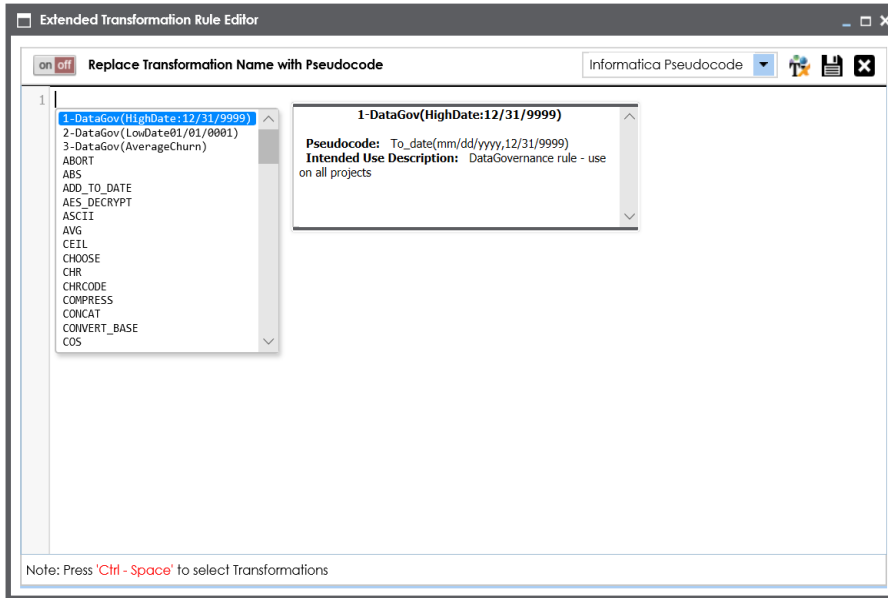 Extended Transformation Rule Editor
on off Replace Transformation Name with Pseudocode Informatica Pseudocode
1
1-DataGov(HighDate:12/31/9999)
2-DataGov(LowDate01/01/0001)
3-DataGov(AverageChurn)
ABORT
ABS
ADD_TO_DATE
AES_DECRYPT
ASCII
AVG
CEIL
CHOOSE
CHR
CHRCODE
COMPRESS
CONCAT
CONVERT_BASE
COS
1-DataGov(HighDate:12/31/9999)
Pseudocode: To_date(mm/dd/yyyy,12/31/9999)
Intended Use Description: DataGovernance rule - use
on all projects
Note: Press 'Ctrl - Space' to select Transformations